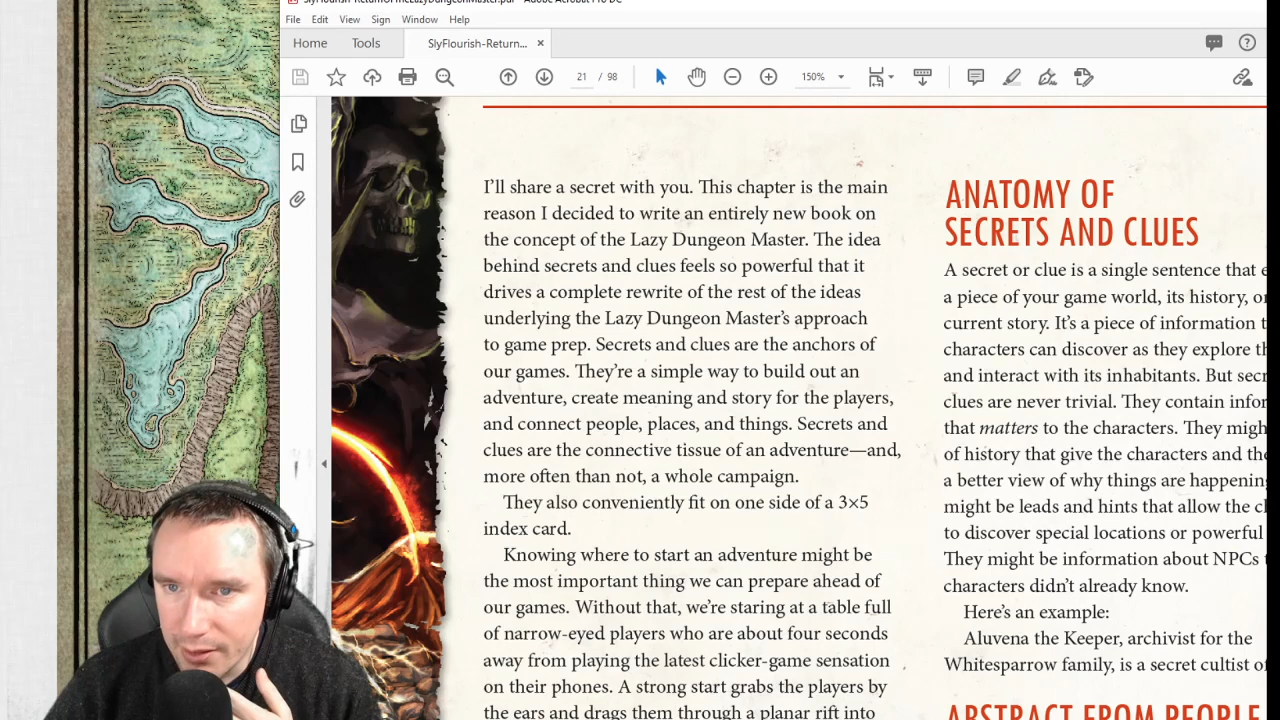 File Edit View Sign Window Help
Home Tools SlyFlourish-Return... ×
21 / 98 150%
I'll share a secret with you. This chapter is the main
reason I decided to write an entirely new book on
the concept of the Lazy Dungeon Master. The idea
behind secrets and clues feels so powerful that it
drives a complete rewrite of the rest of the ideas
underlying the Lazy Dungeon Master's approach
to game prep. Secrets and clues are the anchors of
our games. They're a simple way to build out an
adventure, create meaning and story for the players,
and connect people, places, and things. Secrets and
clues are the connective tissue of an adventure—and,
more often than not, a whole campaign.
They also conveniently fit on one side of a 3×5
index card.
Knowing where to start an adventure might be
the most important thing we can prepare ahead of
our games. Without that, we're staring at a table full
of narrow-eyed players who are about four seconds
away from playing the latest clicker-game sensation
on their phones. A strong start grabs the players by
the ears and drags them through a planar rift into
ANATOMY OF
SECRETS AND CLUES
A secret or clue is a single sentence that
a piece of your game world, its history,
current story. It's a piece of information
characters can discover as they explore
and interact with its inhabitants. But
clues are never trivial. They contain
that matters to the characters. They
of history that give the characters and
a better view of why things are
might be leads and hints that allow the
to discover special locations or powerful
They might be information about NPCs
characters didn't already know.
Here's an example:
Aluvena the Keeper, archivist for the
Whitesparrow family, is a secret cultist
ABSTRACT FROM PEOPLE